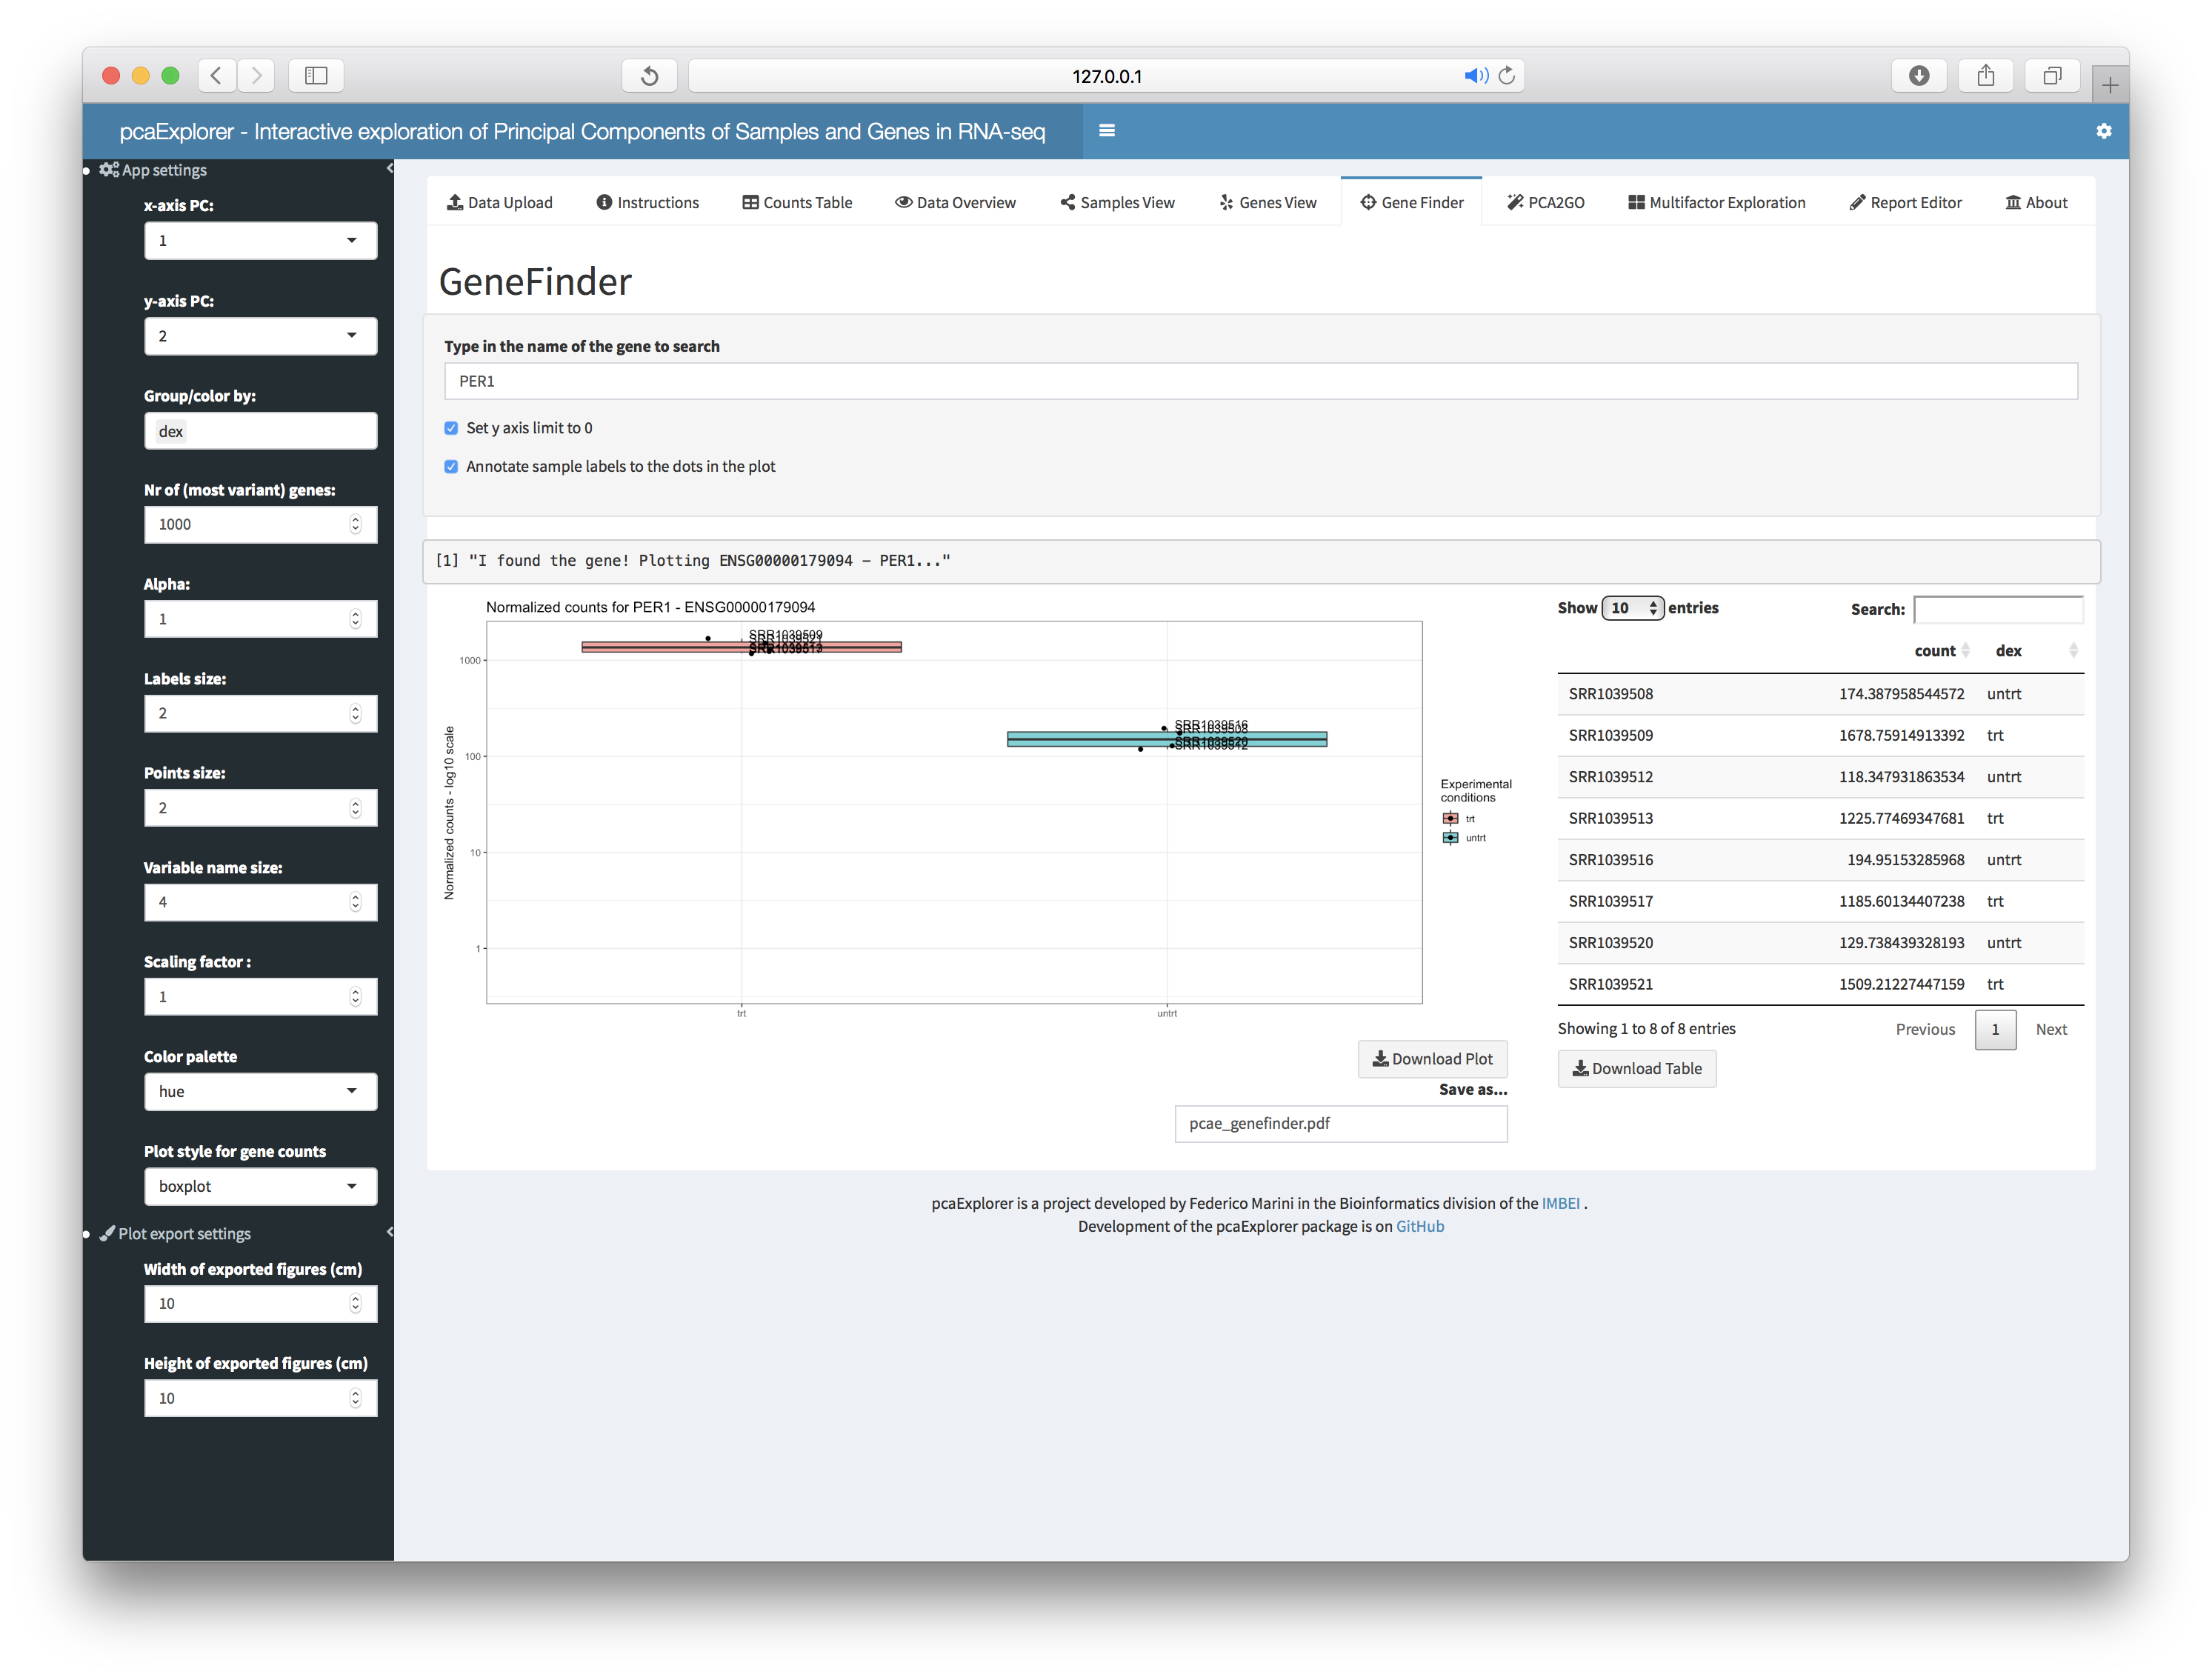 127.0.0.1
pcaExplorer - Interactive exploration of Principal Components of Samples and Genes in RNA-seq
App settings
x-axis PC:
1
y-axis PC:
2
Group/color by:
dex
Nr of (most variant) genes:
1000
Alpha:
1
Labels size:
2
Points size:
2
Variable name size:
4
Scaling factor :
1
Color palette
hue
Plot style for gene counts
boxplot
Plot export settings
Width of exported figures (cm)
10
Height of exported figures (cm)
10
Data Upload Instructions Counts Table Data Overview Samples View Genes View Gene Finder PCA2GO Multifactor Exploration Report Editor About
GeneFinder
Type in the name of the gene to search
PER1
Set y axis limit to 0
Annotate sample labels to the dots in the plot
[1] "I found the gene! Plotting ENSG00000179094 – PER1..."
Normalized counts for PER1 - ENSG00000179094
Normalized counts - log10 scale
1000
100
10
1
SRR1039509
SRR1039521
SRR1039513
SRR1039516
SRR1039508
SRR1039520
SRR1039512
trt
untrt
Experimental
conditions
trt
untrt
Download Plot
Save as...
pcae_genefinder.pdf
Show 10 entries
Search:
count dex
SRR1039508 174.387958544572 untrt
SRR1039509 1678.75914913392 trt
SRR1039512 118.347931863534 untrt
SRR1039513 1225.77469347681 trt
SRR1039516 194.95153285968 untrt
SRR1039517 1185.60134407238 trt
SRR1039520 129.738439328193 untrt
SRR1039521 1509.21227447159 trt
Showing 1 to 8 of 8 entries
Previous 1 Next
Download Table
pcaExplorer is a project developed by Federico Marini in the Bioinformatics division of the IMBEI .
Development of the pcaExplorer package is on GitHub